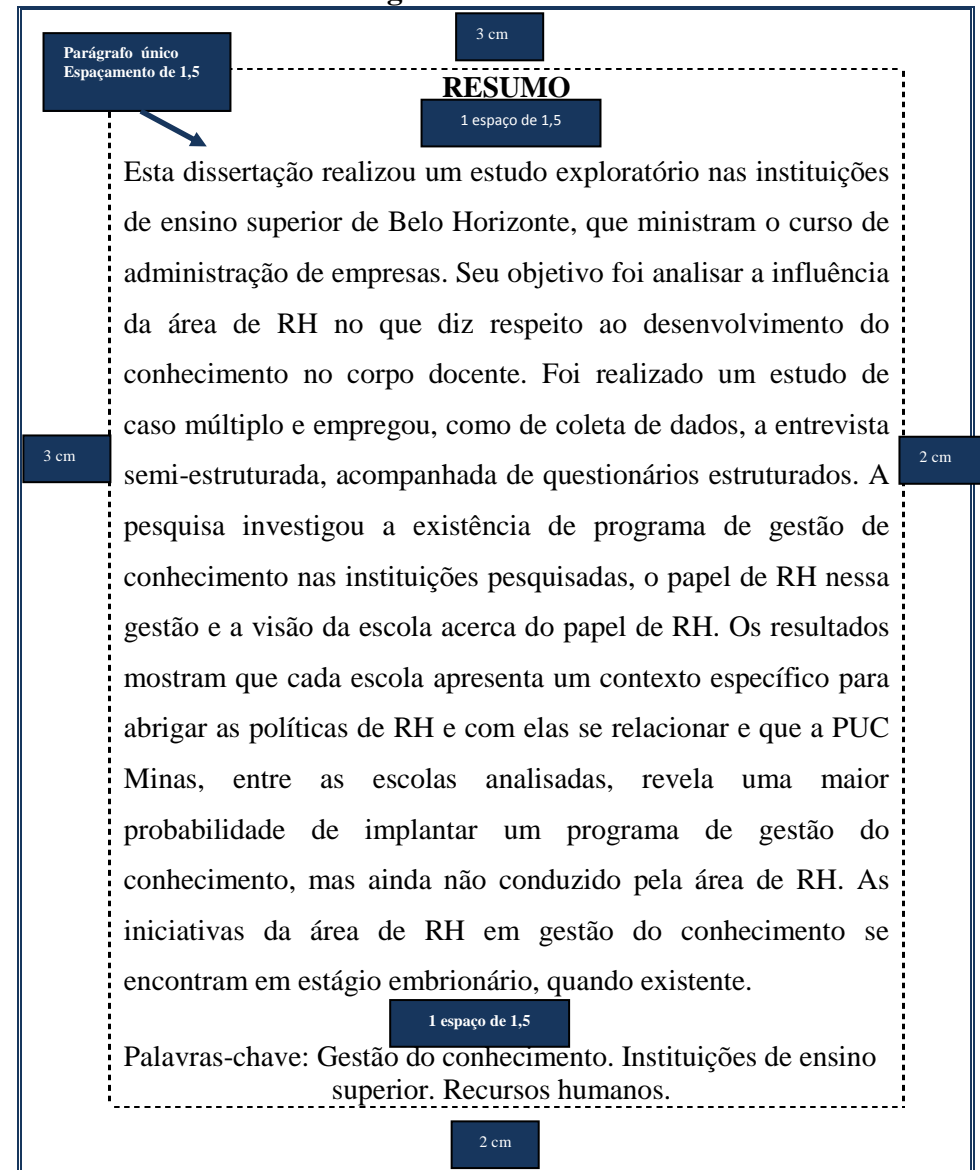 3 cm
Parágrafo único
Espaçamento de 1,5
RESUMO
1 espaço de 1,5
Esta dissertação realizou um estudo exploratório nas instituições
de ensino superior de Belo Horizonte, que ministram o curso de
administração de empresas. Seu objetivo foi analisar a influência
da área de RH no que diz respeito ao desenvolvimento do
conhecimento no corpo docente. Foi realizado um estudo de
caso múltiplo e empregou, como de coleta de dados, a entrevista
3 cm
2 cm
semi-estruturada, acompanhada de questionários estruturados. A
pesquisa investigou a existência de programa de gestão de
conhecimento nas instituições pesquisadas, o papel de RH nessa
gestão e a visão da escola acerca do papel de RH. Os resultados
mostram que cada escola apresenta um contexto específico para
abrigar as políticas de RH e com elas se relacionar e que a PUC
Minas, entre as escolas analisadas, revela uma maior
probabilidade de implantar um programa de gestão do
conhecimento, mas ainda não conduzido pela área de RH. As
iniciativas da área de RH em gestão do conhecimento se
encontram em estágio embrionário, quando existente.
1 espaço de 1,5
Palavras-chave: Gestão do conhecimento. Instituições de ensino
superior. Recursos humanos.
2 cm